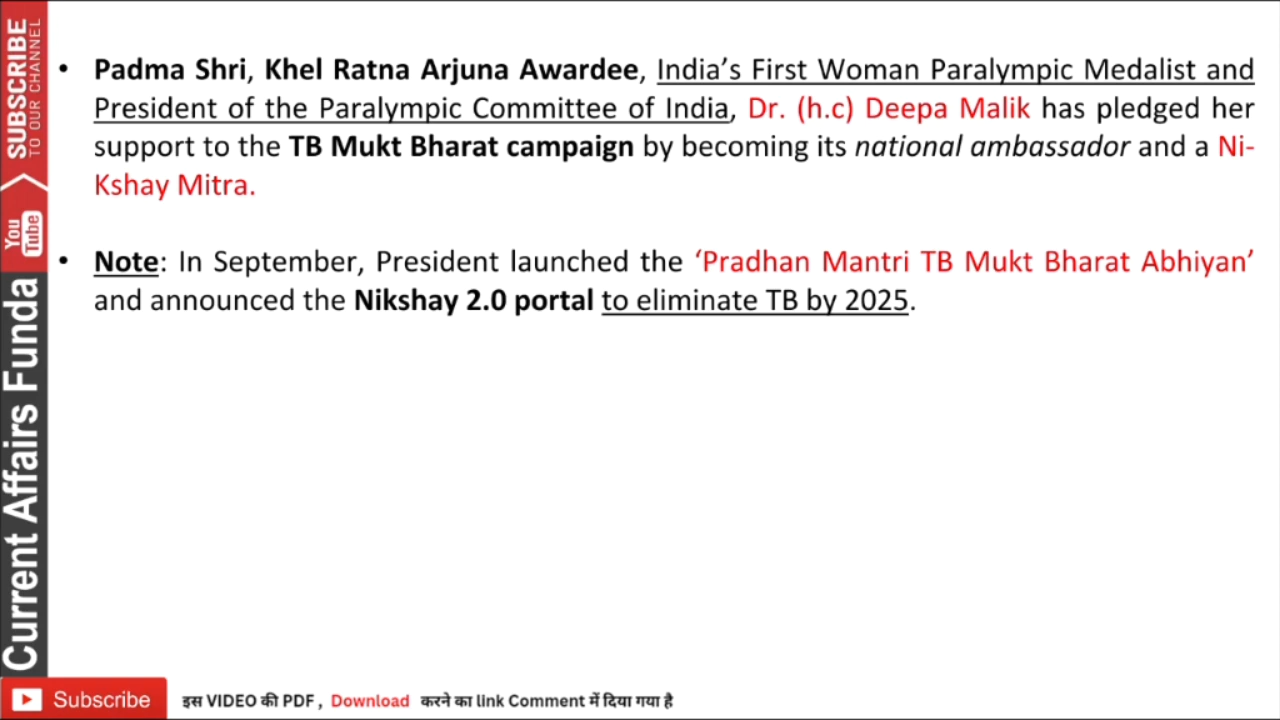 • Padma Shri, Khel Ratna Arjuna Awardee, India’s First Woman Paralympic Medalist and
President of the Paralympic Committee of India, Dr. (h.c) Deepa Malik has pledged her
support to the TB Mukt Bharat campaign by becoming its national ambassador and a Ni-
Kshay Mitra.
• Note: In September, President launched the ‘Pradhan Mantri TB Mukt Bharat Abhiyan’
and announced the Nikshay 2.0 portal to eliminate TB by 2025.
SUBSCRIBE
TO OUR CHANNEL
You
Tube
Current Affairs Funda
Subscribe
इस VIDEO की PDF , Download करने का link Comment में दिया गया है